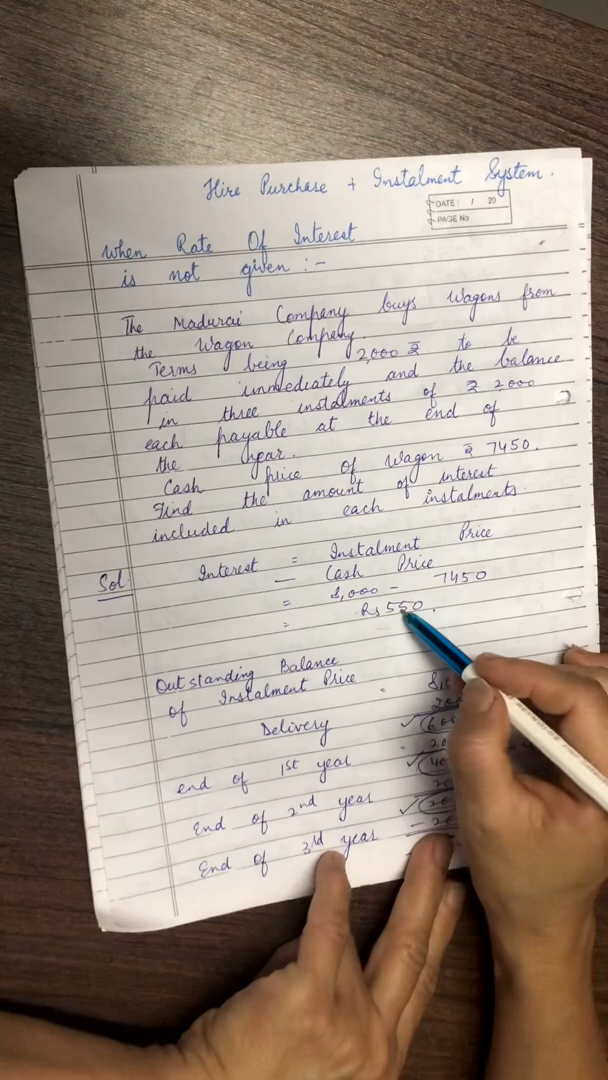 Hire Purchase + Instalment System.
DATE: / 20
PAGE No
When Rate Of Interest
is not given :-
The Madurai Company buys Wagons from
the Wagon Company
Terms being 2,000 ₹ to be
paid immediately and the balance
in three instalments of ₹ 2000
each payable at the end of
the year.
Cash price of Wagon ₹ 7450.
Find the amount of interest
included in each instalments.
Sol Interest = Instalment Price
— Cash Price
= 8,000 - 7450
= Rs 550.
Outstanding Balance
of Instalment Price
Delivery
end of 1st year
End of 2nd year
End of 3rd year